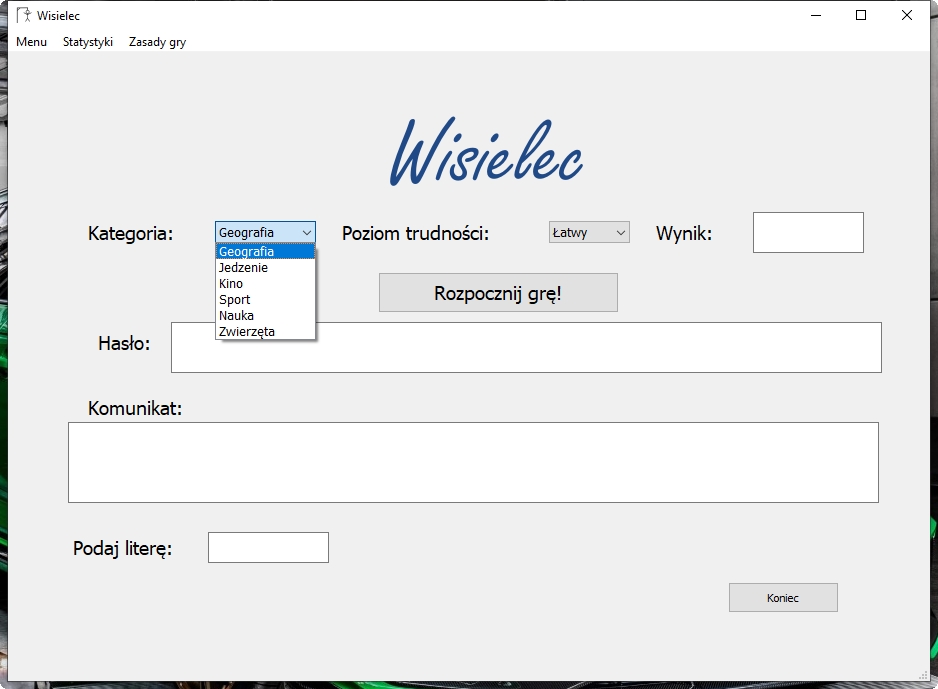 Wisielec
Menu Statystyki Zasady gry
Wisielec
Kategoria: Geografia Poziom trudności: Łatwy Wynik:
Geografia
Jedzenie
Kino
Sport
Nauka
Zwierzęta
Rozpocznij grę!
Hasło:
Komunikat:
Podaj literę:
Koniec